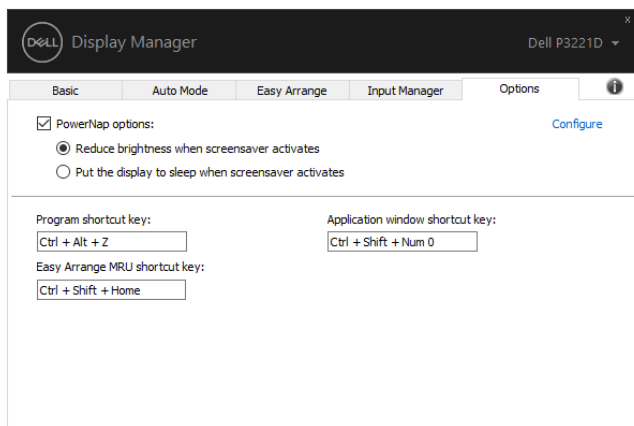 x
DELL Display Manager Dell P3221D
Basic Auto Mode Easy Arrange Input Manager Options i
PowerNap options: Configure
Reduce brightness when screensaver activates
Put the display to sleep when screensaver activates
Program shortcut key: Application window shortcut key:
Ctrl + Alt + Z Ctrl + Shift + Num 0
Easy Arrange MRU shortcut key:
Ctrl + Shift + Home